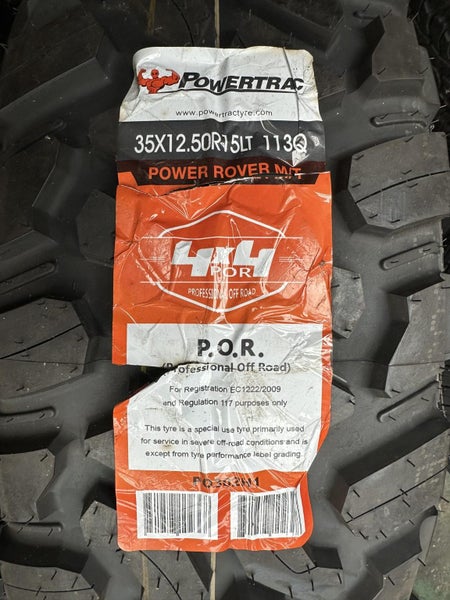 POWERTRAC
www.powertractyre.com
35X12.50R15LT 113Q
POWER ROVER M/T
4x4
POR
PROFESSIONAL OFF ROAD
P.O.R.
(Professional Off Road)
For Registration EC1222/2009
and Regulation 117 purposes only
This tyre is a special use tyre primarily used
for service in severe off-road conditions and is
except from tyre performance label grading